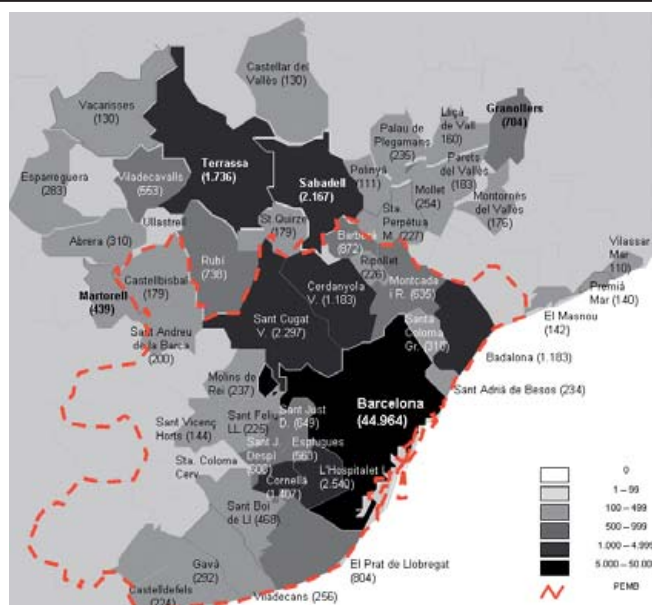 Castellar
del Vallès
(130)
Vacarisses
(130)
Granollers
(704)
Lliçà
de Vall
160)
Palau de
Plegamans
(235)
Terrassa
(1.736)
Parets
del Vallès
(183)
Esparreguera
(283)
Viladecavalls
(553)
Sabadell
(2.167)
Polinyà
(111)
Mollet
(254)
Montornès
del Vallès
(176)
Sta.
Perpètua
M. (227)
Ullastrell
St. Quirze
(179)
Abrera (310)
Barberà
(872)
Rubí
(738)
Ripollet
(226)
Vilassar
Mar
110)
Castellbisbal
(179)
Cerdanyola
V. (1.183)
Montcada
i R. (635)
Premià
Mar (140)
Martorell
(439)
El Masnou
(142)
Sant Cugat
V. (2.297)
Santa
Coloma
Gr. (310)
Sant Andreu
de la Barca
(200)
Badalona (1.183)
Molins de
Rei (237)
Sant Adrià de Besos (234)
Barcelona
(44.964)
Sant Vicenç
Horts (144)
Sant Feliu
LL. (225)
Sant Just
D. (649)
Sant J.
Despí
Esplugues
(563)
Sta. Coloma
Cerv.
L'Hospitalet L
(2.540)
Cornellà
(1.407)
Sant Boi
de Ll (468)
El Prat de Llobregat
(804)
Gavà
(292)
Castelldefels
(224)
Viladecans (256)
0
1 – 99
100 – 499
500 – 999
1.000 – 4.999
5.000 – 50.00
PEMB